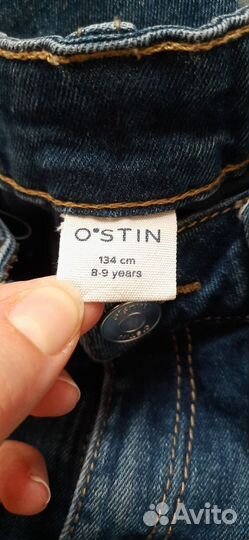 O'STIN
134 cm
8-9 years
Avito